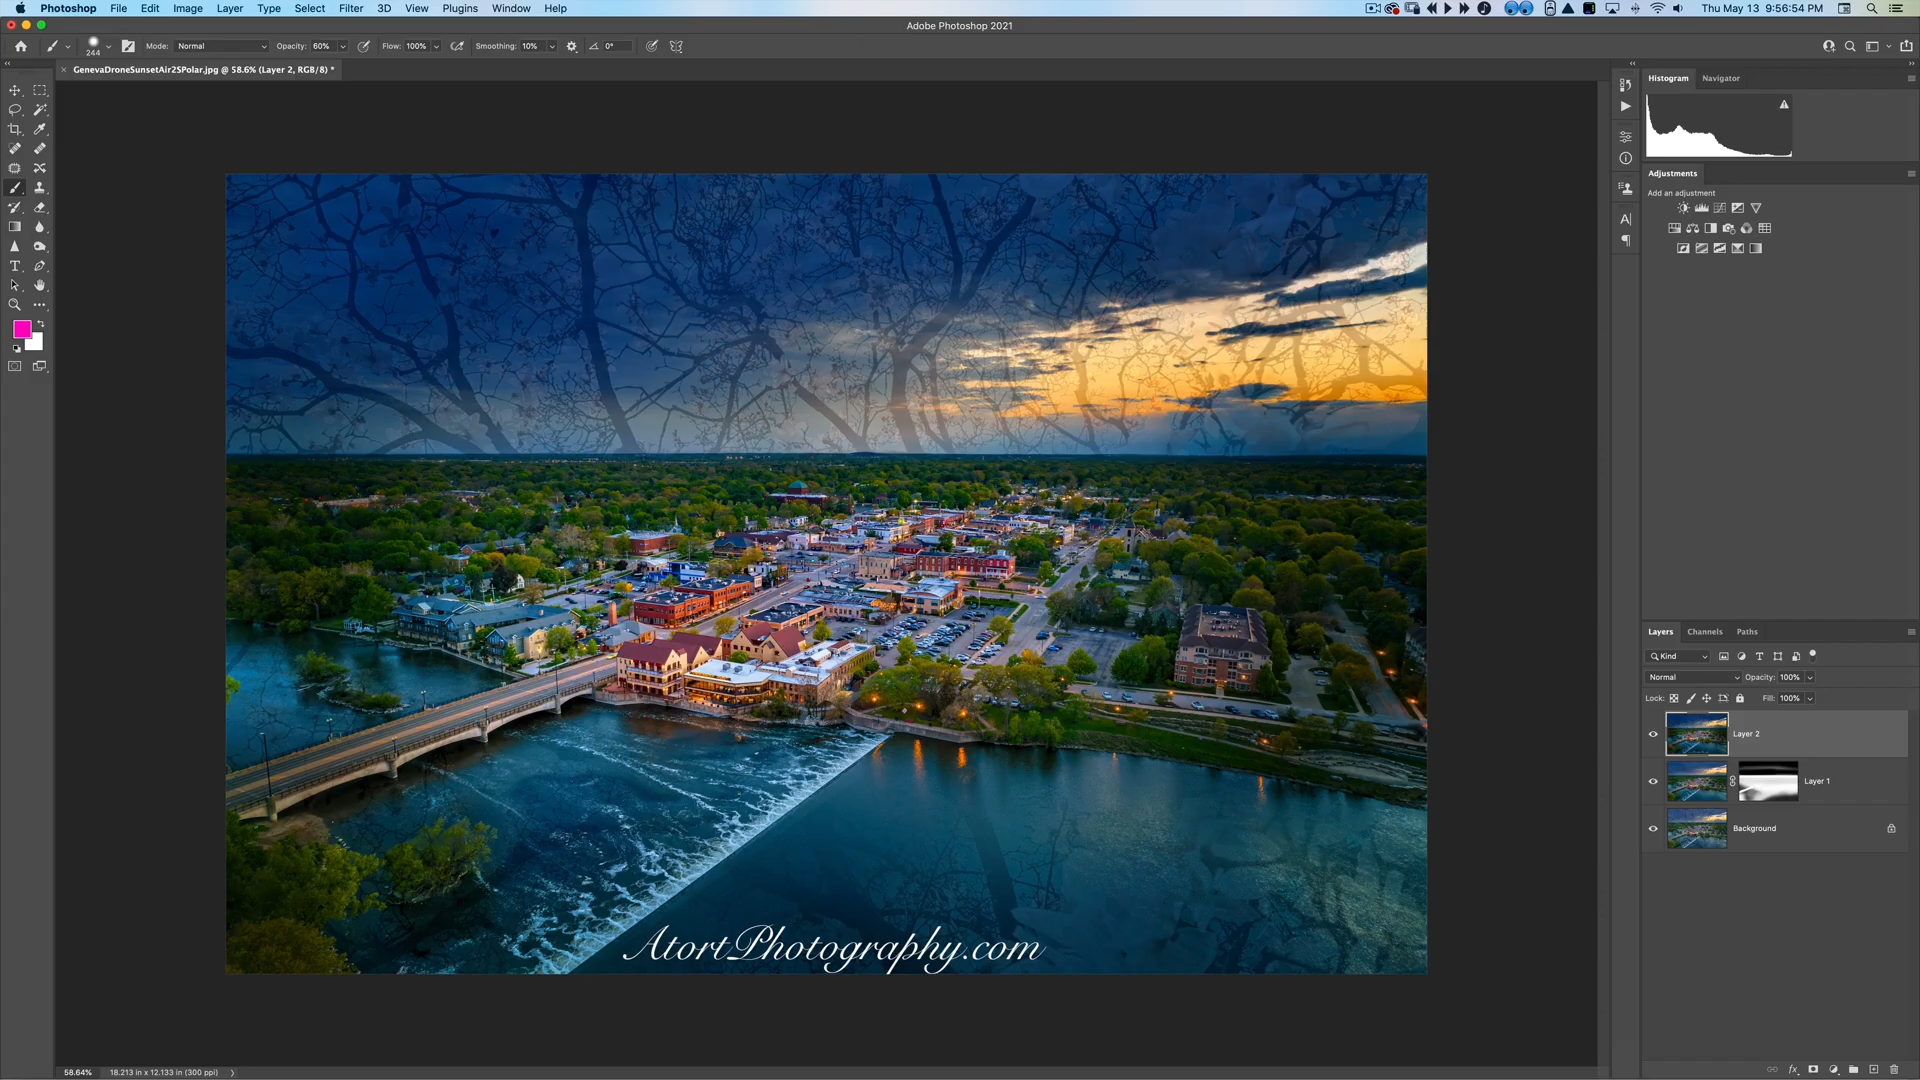 Photoshop File Edit Image Layer Type Select Filter 3D View Plugins Window Help
Thu May 13 9:56:54 PM
Adobe Photoshop 2021
244 Mode: Normal Opacity: 60% Flow: 100% Smoothing: 10% 0°
GenevaDroneSunsetAir2SPolar.jpg @ 58.6% (Layer 2, RGB/8) *
Histogram Navigator
Adjustments
Add an adjustment
AtortPhotography.com
Layers Channels Paths
Kind
Normal Opacity: 100%
Lock: Fill: 100%
Layer 2
Layer 1
Background
58.64% 18.213 in x 12.133 in (300 ppi)